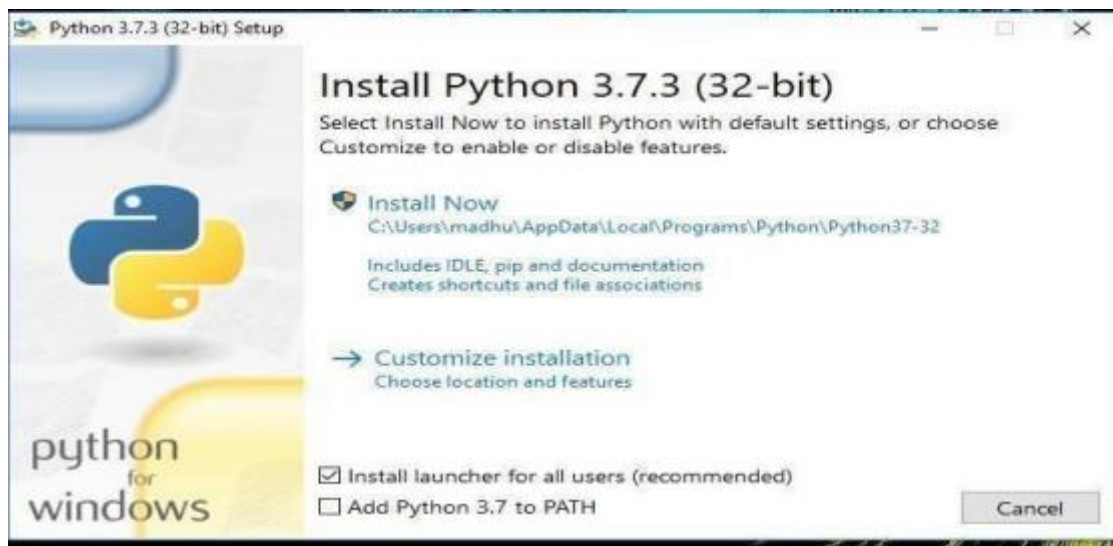 Python 3.7.3 (32-bit) Setup
Install Python 3.7.3 (32-bit)
Select Install Now to install Python with default settings, or choose
Customize to enable or disable features.
Install Now
C:\Users\madhu\AppData\Local\Programs\Python\Python37-32
Includes IDLE, pip and documentation
Creates shortcuts and file associations
Customize installation
Choose location and features
python
for
windows
Install launcher for all users (recommended)
Add Python 3.7 to PATH
Cancel